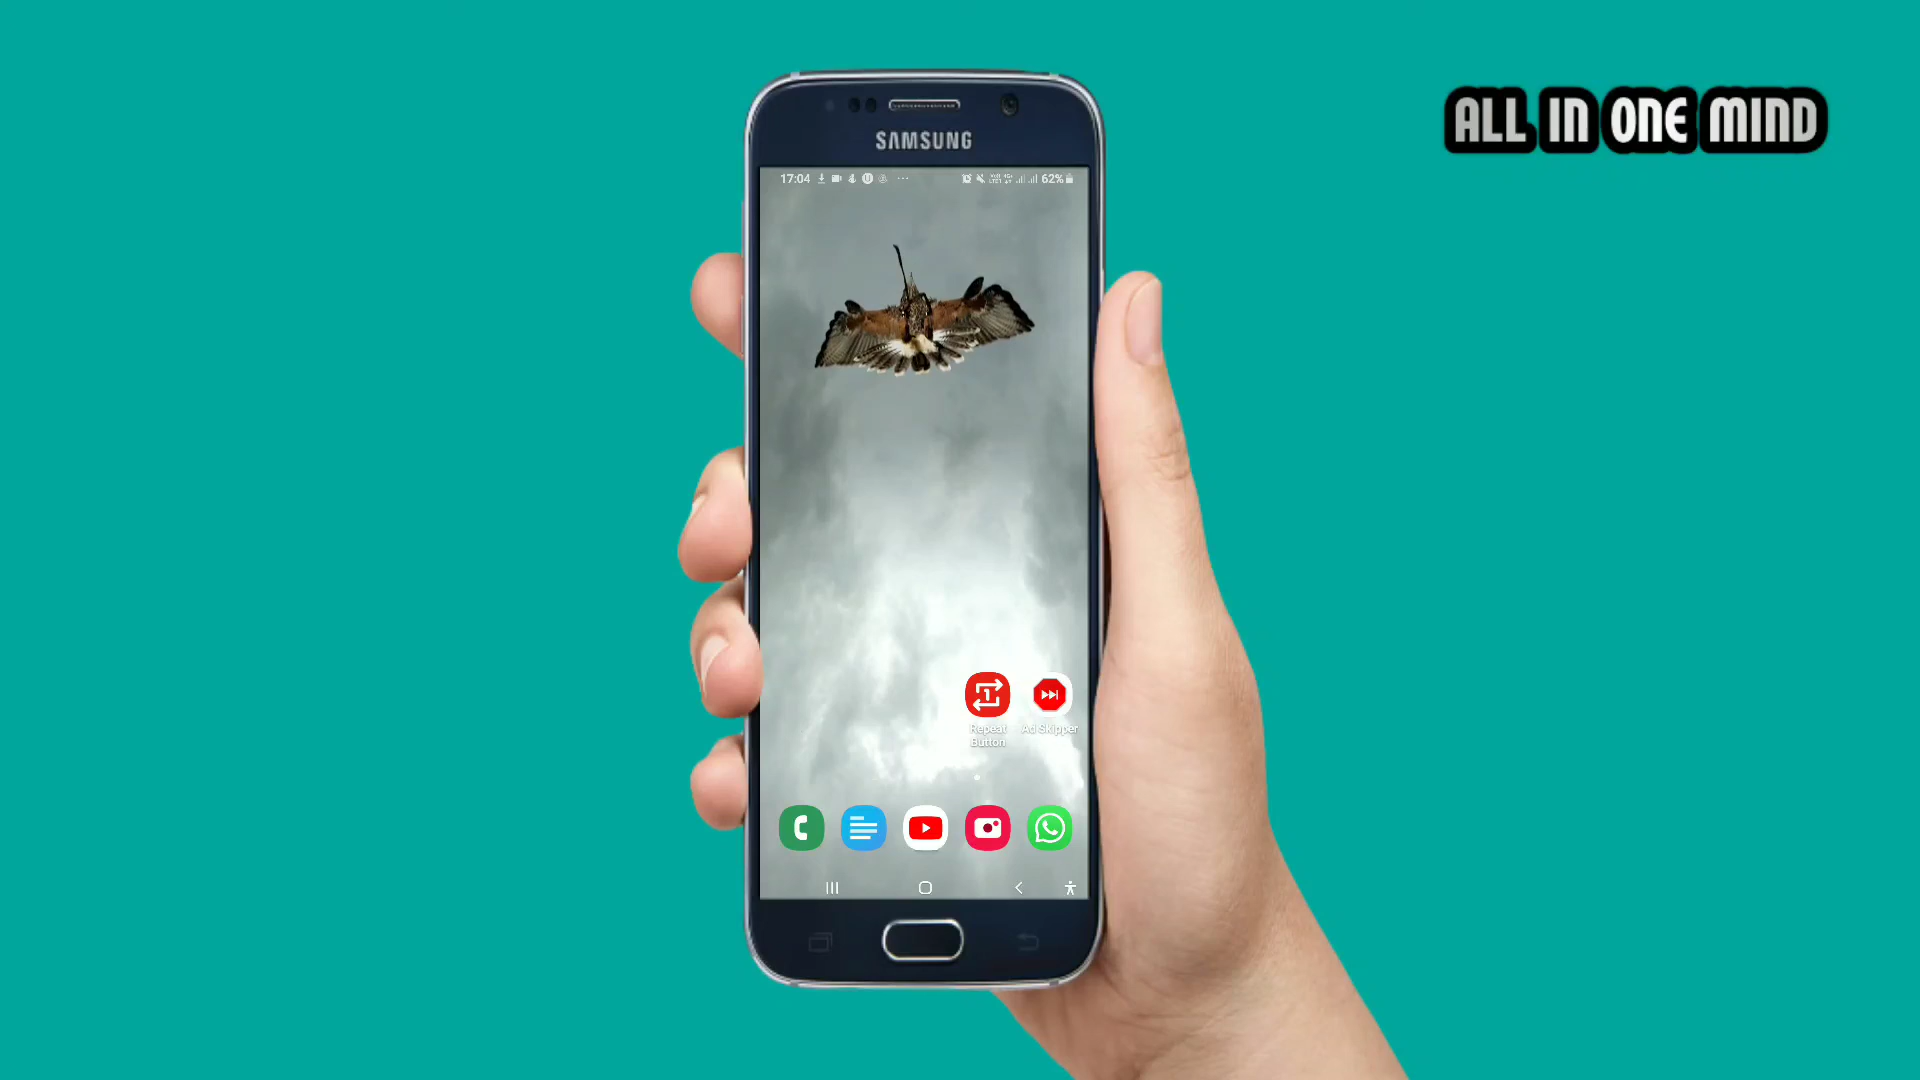 ALL IN ONE MIND
SAMSUNG
17:04
62%
Repeat
Button
Ad Skipper